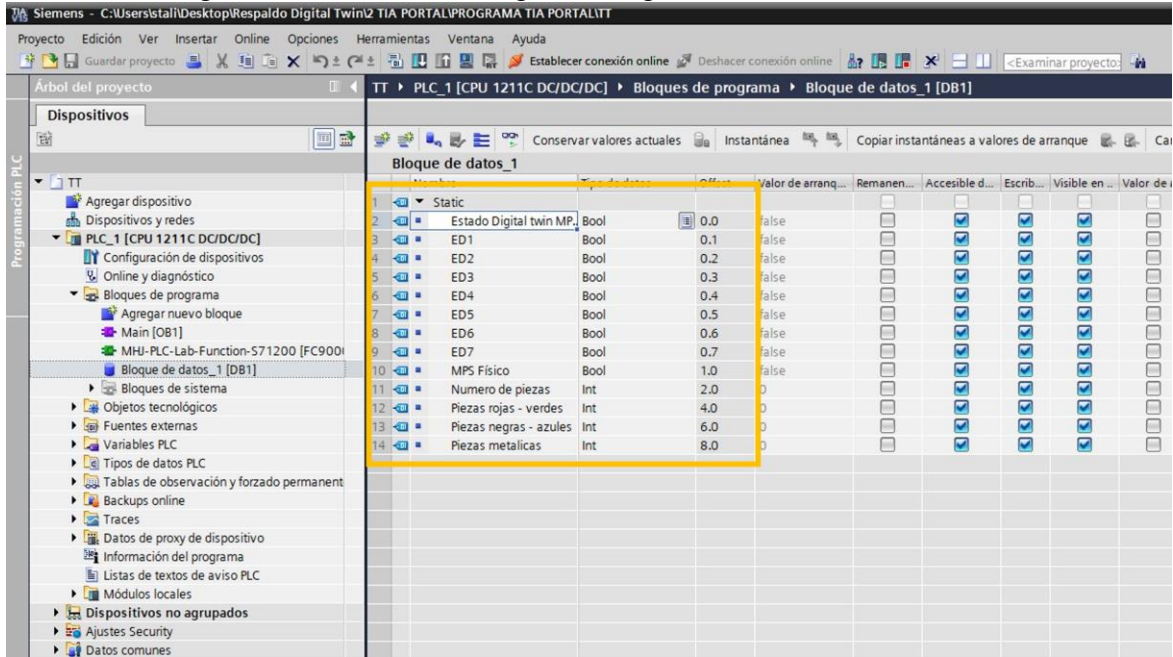 Siemens - C:\Users\stali\Desktop\Respaldo Digital Twin\2 TIA PORTAL\PROGRAMA TIA PORTAL\TT
Proyecto Edición Ver Insertar Online Opciones Herramientas Ventana Ayuda
Guardar proyecto Establecer conexión online Deshacer conexión online <Examinar proyecto>
Árbol del proyecto
TT PLC_1 [CPU 1211C DC/DC/DC] Bloques de programa Bloque de datos_1 [DB1]
Dispositivos
Conservar valores actuales Instantánea Copiar instantáneas a valores de arranque
Programación PLC
Bloque de datos_1
Nombre Tipo de datos Offset Valor de arranq... Remanen... Accesible d... Escrib... Visible en .. Valor de
1 Static
2 Estado Digital twin MP.. Bool 0.0 false
3 ED1 Bool 0.1 false
4 ED2 Bool 0.2 false
5 ED3 Bool 0.3 false
6 ED4 Bool 0.4 false
7 ED5 Bool 0.5 false
8 ED6 Bool 0.6 false
9 ED7 Bool 0.7 false
10 MPS Físico Bool 1.0 false
11 Numero de piezas Int 2.0 0
12 Piezas rojas - verdes Int 4.0 0
13 Piezas negras - azules Int 6.0 0
14 Piezas metalicas Int 8.0 0
TT
Agregar dispositivo
Dispositivos y redes
PLC_1 [CPU 1211C DC/DC/DC]
Configuración de dispositivos
Online y diagnóstico
Bloques de programa
Agregar nuevo bloque
Main [OB1]
MHJ-PLC-Lab-Function-S71200 [FC900
Bloque de datos_1 [DB1]
Bloques de sistema
Objetos tecnológicos
Fuentes externas
Variables PLC
Tipos de datos PLC
Tablas de observación y forzado permanent
Backups online
Traces
Datos de proxy de dispositivo
Información del programa
Listas de textos de aviso PLC
Módulos locales
Dispositivos no agrupados
Ajustes Security
Datos comunes